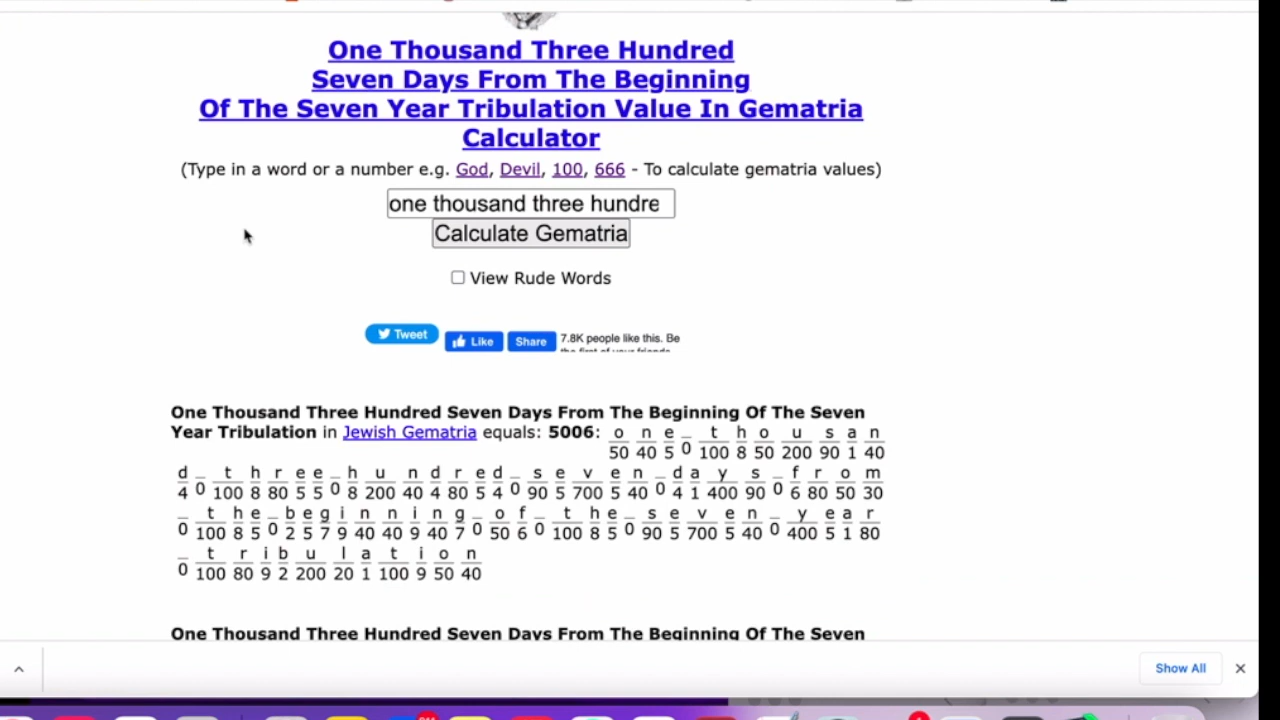 One Thousand Three Hundred
Seven Days From The Beginning
Of The Seven Year Tribulation Value In Gematria
Calculator
(Type in a word or a number e.g. God, Devil, 100, 666 - To calculate gematria values)
one thousand three hundre
Calculate Gematria
View Rude Words
Tweet Like Share 7.8K people like this. Be
the first of your friends
One Thousand Three Hundred Seven Days From The Beginning Of The Seven
Year Tribulation in Jewish Gematria equals: 5006: o n e _ t h o u s a n
50 40 5 0 100 8 50 200 90 1 40
d _ t h r e e _ h u n d r e d _ s e v e n _ d a y s _ f r o m
4 0 100 8 80 5 5 0 8 200 40 4 80 5 4 0 90 5 700 5 40 0 4 1 400 90 0 6 80 50 30
_ t h e _ b e g i n n i n g _ o f _ t h e _ s e v e n _ y e a r
0 100 8 5 0 2 5 7 9 40 40 9 40 7 0 50 6 0 100 8 5 0 90 5 700 5 40 0 400 5 1 80
_ t r i b u l a t i o n
0 100 80 9 2 200 20 1 100 9 50 40
One Thousand Three Hundred Seven Days From The Beginning Of The Seven
Show All